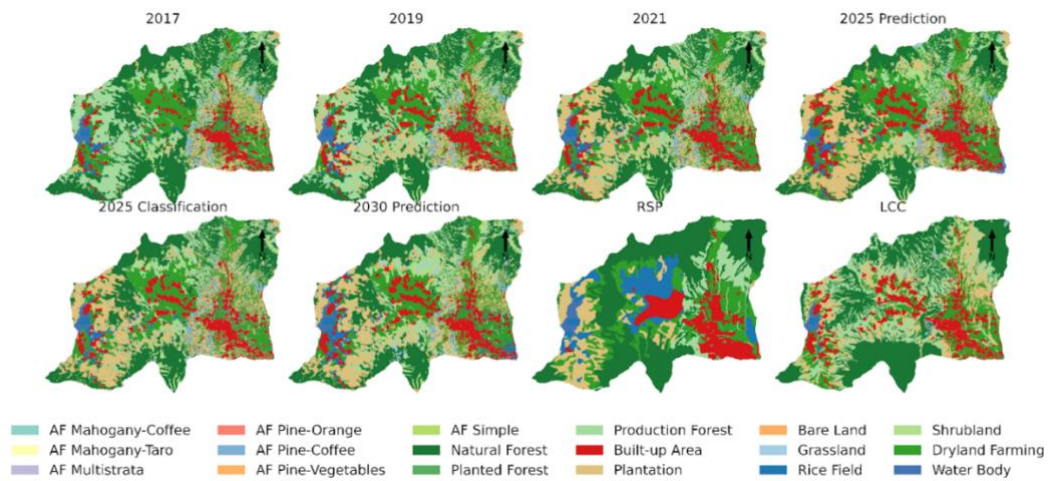 2017 2019 2021 2025 Prediction
2025 Classification 2030 Prediction RSP LCC
AF Mahogany-Coffee AF Pine-Orange AF Simple Production Forest Bare Land Shrubland
AF Mahogany-Taro AF Pine-Coffee Natural Forest Built-up Area Grassland Dryland Farming
AF Multistrata AF Pine-Vegetables Planted Forest Plantation Rice Field Water Body